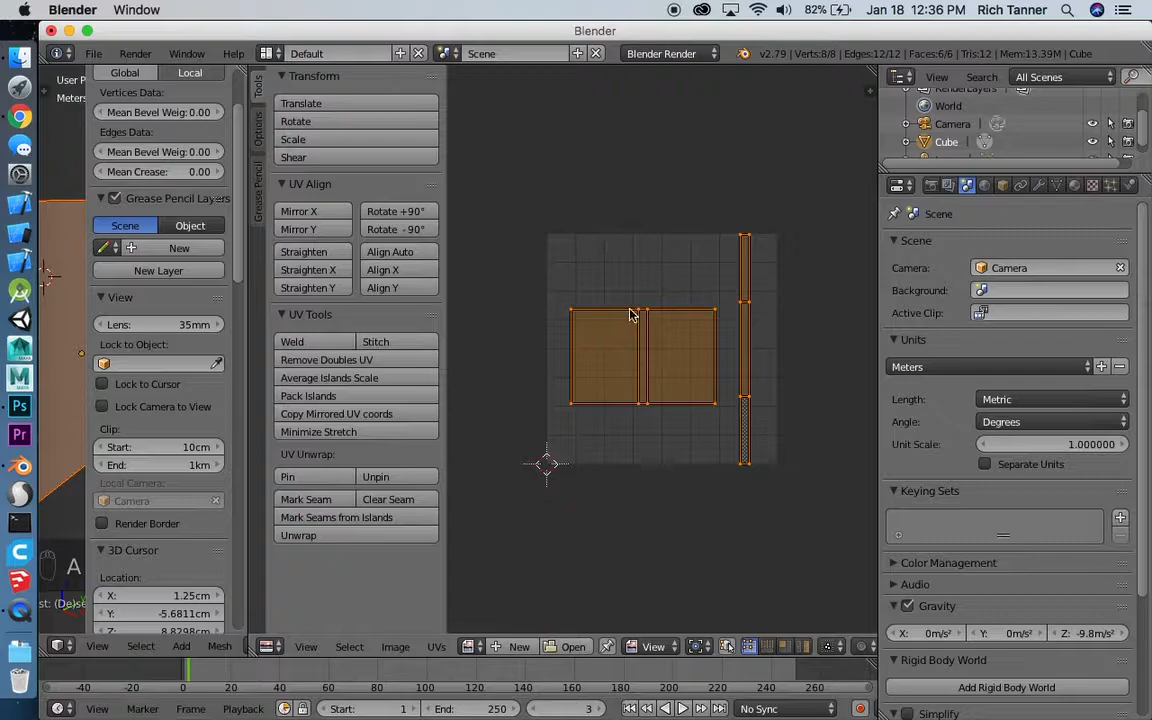 Blender Window 82% Jan 18 12:36 PM Rich Tanner
Blender
File Render Window Help Default Scene Blender Render v2.79 | Verts:8/8 | Edges:12/12 | Faces:6/6 | Tris:12 | Mem:13.39M | Cube
User P
Meters
Global Local
Vertices Data:
Mean Bevel Weig: 0.00
Edges Data:
Mean Bevel Weig: 0.00
Mean Crease: 0.00
Grease Pencil Layers
Scene Object
New
New Layer
View
Lens: 35mm
Lock to Object:
Lock to Cursor
Lock Camera to View
Clip:
Start: 10cm
End: 1km
Local Camera:
Camera
Render Border
3D Cursor
Location:
X: 1.25cm
Y: -5.6811cm
Z: 8.8298cm
A
st: (De)se
View Select Add Mesh
Tools
Options
Grease Pencil
Transform
Translate
Rotate
Scale
Shear
UV Align
Mirror X Rotate +90°
Mirror Y Rotate - 90°
Straighten Align Auto
Straighten X Align X
Straighten Y Align Y
UV Tools
Weld Stitch
Remove Doubles UV
Average Islands Scale
Pack Islands
Copy Mirrored UV coords
Minimize Stretch
UV Unwrap:
Pin Unpin
Mark Seam Clear Seam
Mark Seams from Islands
Unwrap
View Select Image UVs New Open View
View Search All Scenes
RenderLayers
World
Camera
Cube
Scene
Scene
Camera: Camera
Background:
Active Clip:
Units
Meters
Length: Metric
Angle: Degrees
Unit Scale: 1.000000
Separate Units
Keying Sets
Color Management
Audio
Gravity
X: 0m/s² Y: 0m/s² Z: -9.8m/s²
Rigid Body World
Add Rigid Body World
Simplify
-40 -20 0 20 40 60 80 100 120 140 160 180 200 220 240 260
View Marker Frame Playback Start: 1 End: 250 3 No Sync